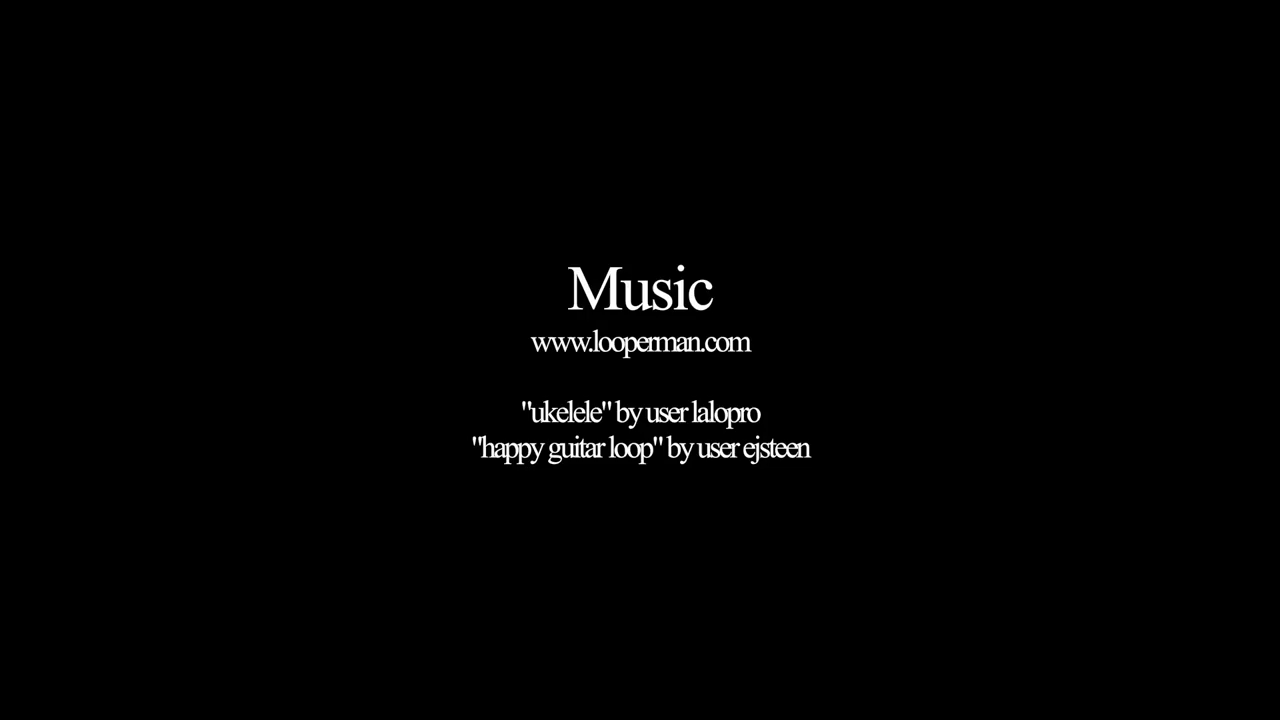 Music
www.looperman.com
"ukelele" by user lalopro
"happy guitar loop" by user ejsteen